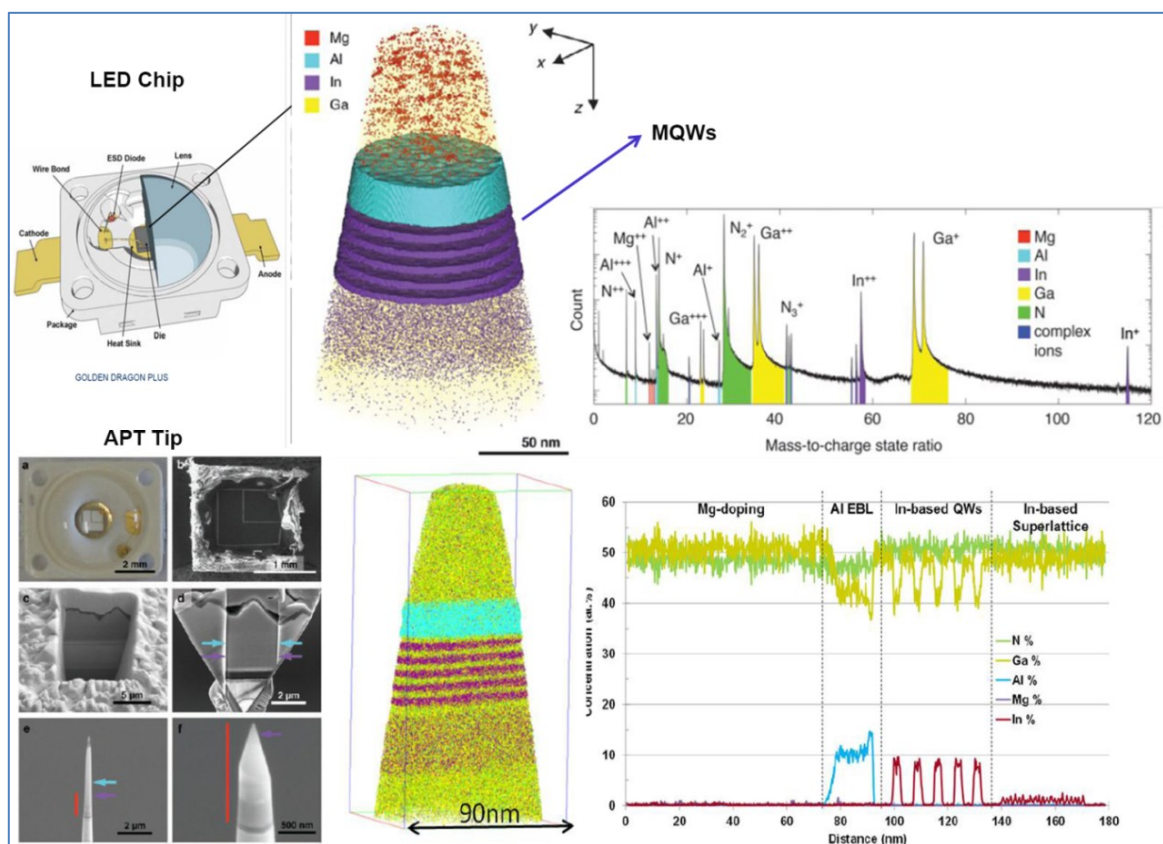 LED Chip
Wire Bond
ESD Diode
Lens
Cathode
Anode
Package
Heat Sink
Die
GOLDEN DRAGON PLUS
Mg
Al
In
Ga
y
x
z
MQWs
50 nm
Count
N++
Al+++
Mg++
Al++
N+
Ga+++
Al+
N2+
Ga++
N3+
In++
Ga+
In+
Mg
Al
In
Ga
N
complex
ions
0 20 40 60 80 100 120
Mass-to-charge state ratio
APT Tip
a
2 mm
b
1 mm
c
5 µm
d
2 µm
e
2 µm
f
500 nm
90nm
Mg-doping
Al EBL
In-based QWs
In-based
Superlattice
Concentration (at.%)
60
50
40
30
20
10
0
N %
Ga %
Al %
Mg %
In %
0 20 40 60 80 100 120 140 160 180
Distance (nm)